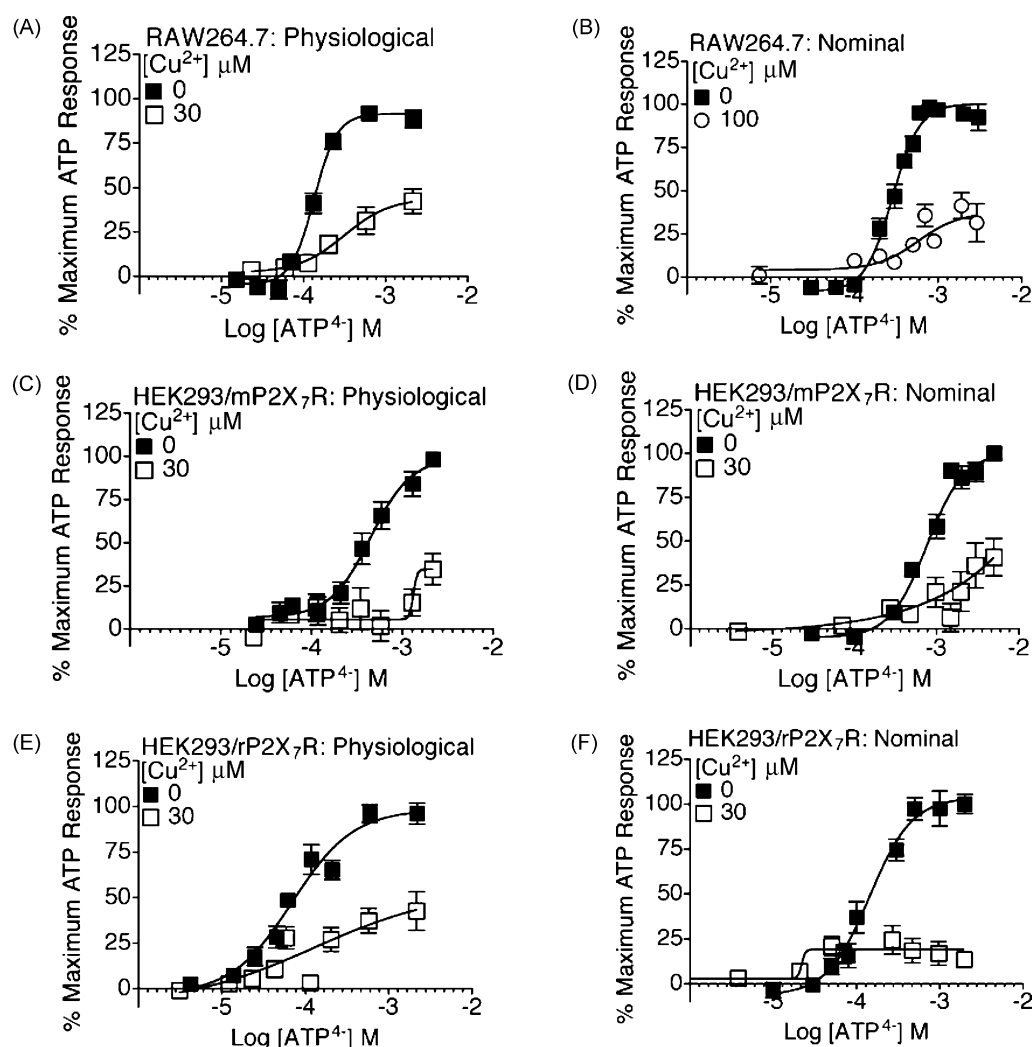 (A)
RAW264.7: Physiological
[Cu²⁺] μM
0
30
% Maximum ATP Response
125
100
75
50
25
0
-5 -4 -3 -2
Log [ATP⁴⁻] M
(B)
RAW264.7: Nominal
[Cu²⁺] μM
0
100
% Maximum ATP Response
125
100
75
50
25
0
-5 -4 -3 -2
Log [ATP⁴⁻] M
(C)
HEK293/mP2X₇R: Physiological
[Cu²⁺] μM
0
30
% Maximum ATP Response
125
100
75
50
25
0
-5 -4 -3 -2
Log [ATP⁴⁻] M
(D)
HEK293/mP2X₇R: Nominal
[Cu²⁺] μM
0
30
% Maximum ATP Response
125
100
75
50
25
0
-5 -4 -3 -2 -1
Log [ATP⁴⁻] M
(E)
HEK293/rP2X₇R: Physiological
[Cu²⁺] μM
0
30
% Maximum ATP Response
125
100
75
50
25
0
-5 -4 -3 -2
Log [ATP⁴⁻] M
(F)
HEK293/rP2X₇R: Nominal
[Cu²⁺] μM
0
30
% Maximum ATP Response
125
100
75
50
25
0
-5 -4 -3 -2
Log [ATP⁴⁻] M